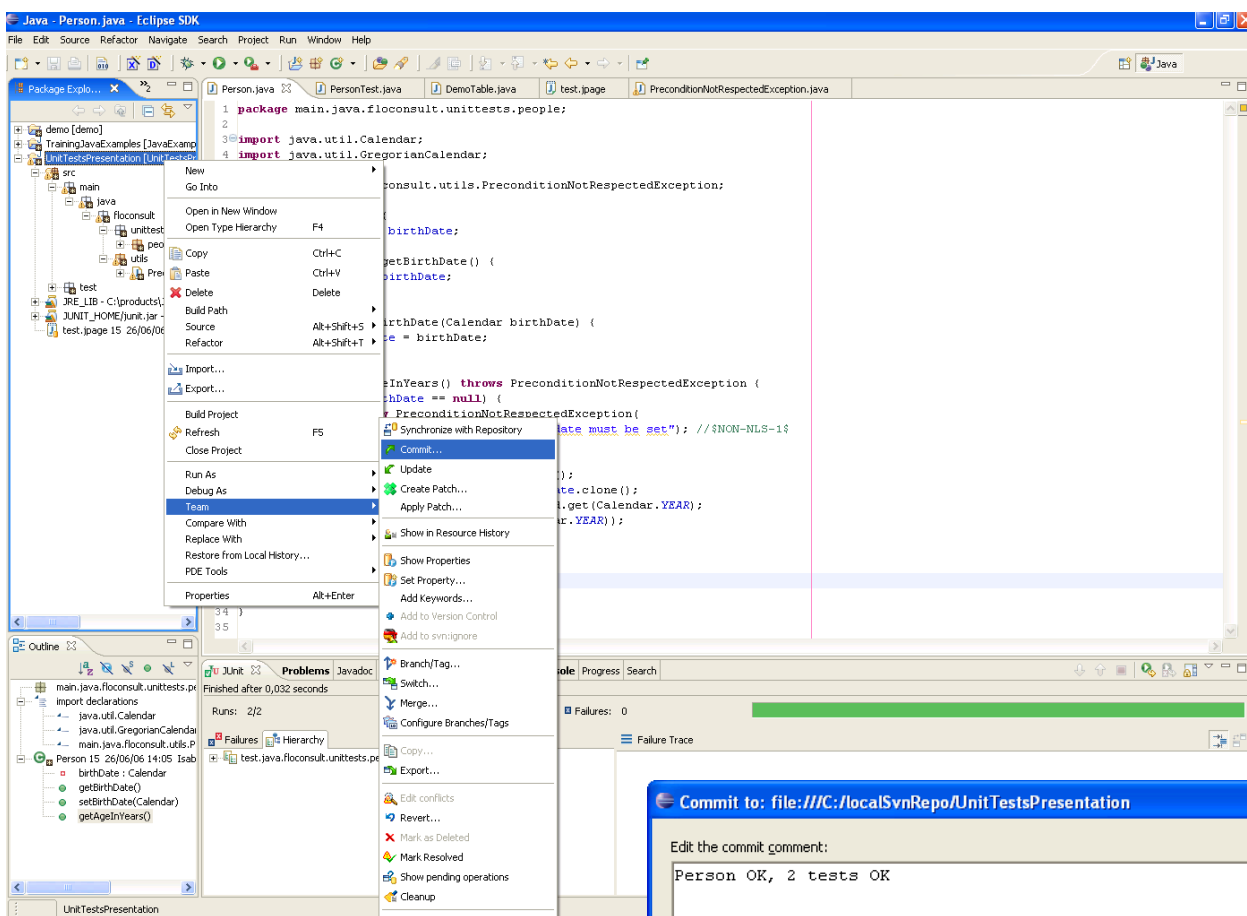 Java - Person.java - Eclipse SDK
File Edit Source Refactor Navigate Search Project Run Window Help
Java
Package Explo... 2
Person.java PersonTest.java DemoTable.java test.jpage PreconditionNotRespectedException.java
demo [demo]
TrainingJavaExamples [JavaExamp
UnitTestsPresentation [UnitTestsPr
src
main
java
floconsult
unittest
peo
utils
Pre
test
JRE_LIB - C:\products\
JUNIT_HOME/junit.jar -
test.jpage 15 26/06/06
1 package main.java.floconsult.unittests.people;
2
3 import java.util.Calendar;
4 import java.util.GregorianCalendar;
consult.utils.PreconditionNotRespectedException;
{
birthDate;
getBirthDate() {
birthDate;
irthDate(Calendar birthDate) {
te = birthDate;
eInYears() throws PreconditionNotRespectedException {
hDate == null) {
PreconditionNotRespectedException(
date must be set"); //$NON-NLS-1$
);
te.clone();
d.get(Calendar.YEAR);
ar.YEAR));
34 }
35
New
Go Into
Open in New Window
Open Type Hierarchy F4
Copy Ctrl+C
Paste Ctrl+V
Delete Delete
Build Path
Source Alt+Shift+S
Refactor Alt+Shift+T
Import...
Export...
Build Project
Refresh F5
Close Project
Run As
Debug As
Team
Compare With
Replace With
Restore from Local History...
PDE Tools
Properties Alt+Enter
Synchronize with Repository
Commit...
Update
Create Patch...
Apply Patch...
Show in Resource History
Show Properties
Set Property...
Add Keywords...
Add to Version Control
Add to svn:ignore
Branch/Tag...
Switch...
Merge...
Configure Branches/Tags
Copy...
Export...
Edit conflicts
Revert...
Mark as Deleted
Mark Resolved
Show pending operations
Cleanup
Outline
main.java.floconsult.unittests.pe
import declarations
java.util.Calendar
java.util.GregorianCalendar
main.java.floconsult.utils.P
Person 15 26/06/06 14:05 Isab
birthDate : Calendar
getBirthDate()
setBirthDate(Calendar)
getAgeInYears()
JUnit Problems Javadoc sole Progress Search
Finished after 0,032 seconds
Runs: 2/2 Failures: 0
Failures Hierarchy
Failure Trace
test.java.floconsult.unittests.pe
UnitTestsPresentation
Commit to: file:///C:/localSvnRepo/UnitTestsPresentation
Edit the commit comment:
Person OK, 2 tests OK